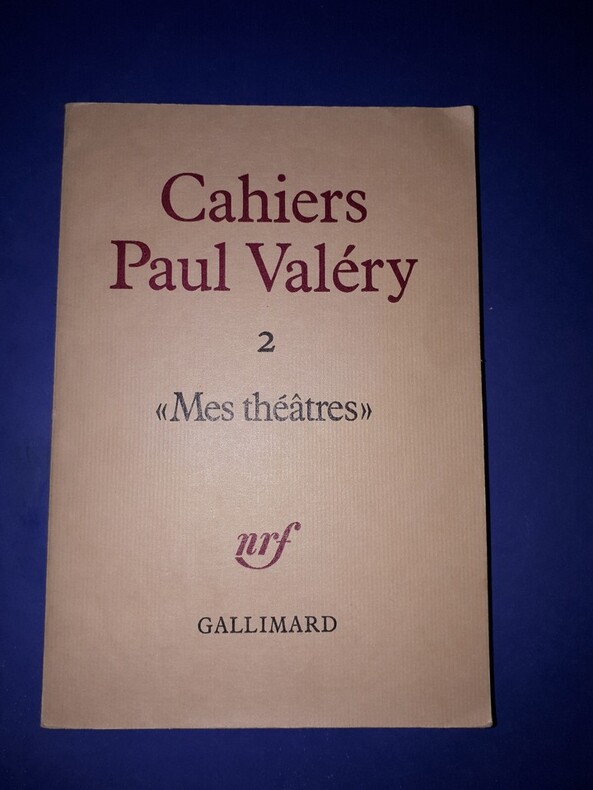 Cahiers
Paul Valéry
2
«Mes théâtres»
nrf
GALLIMARD